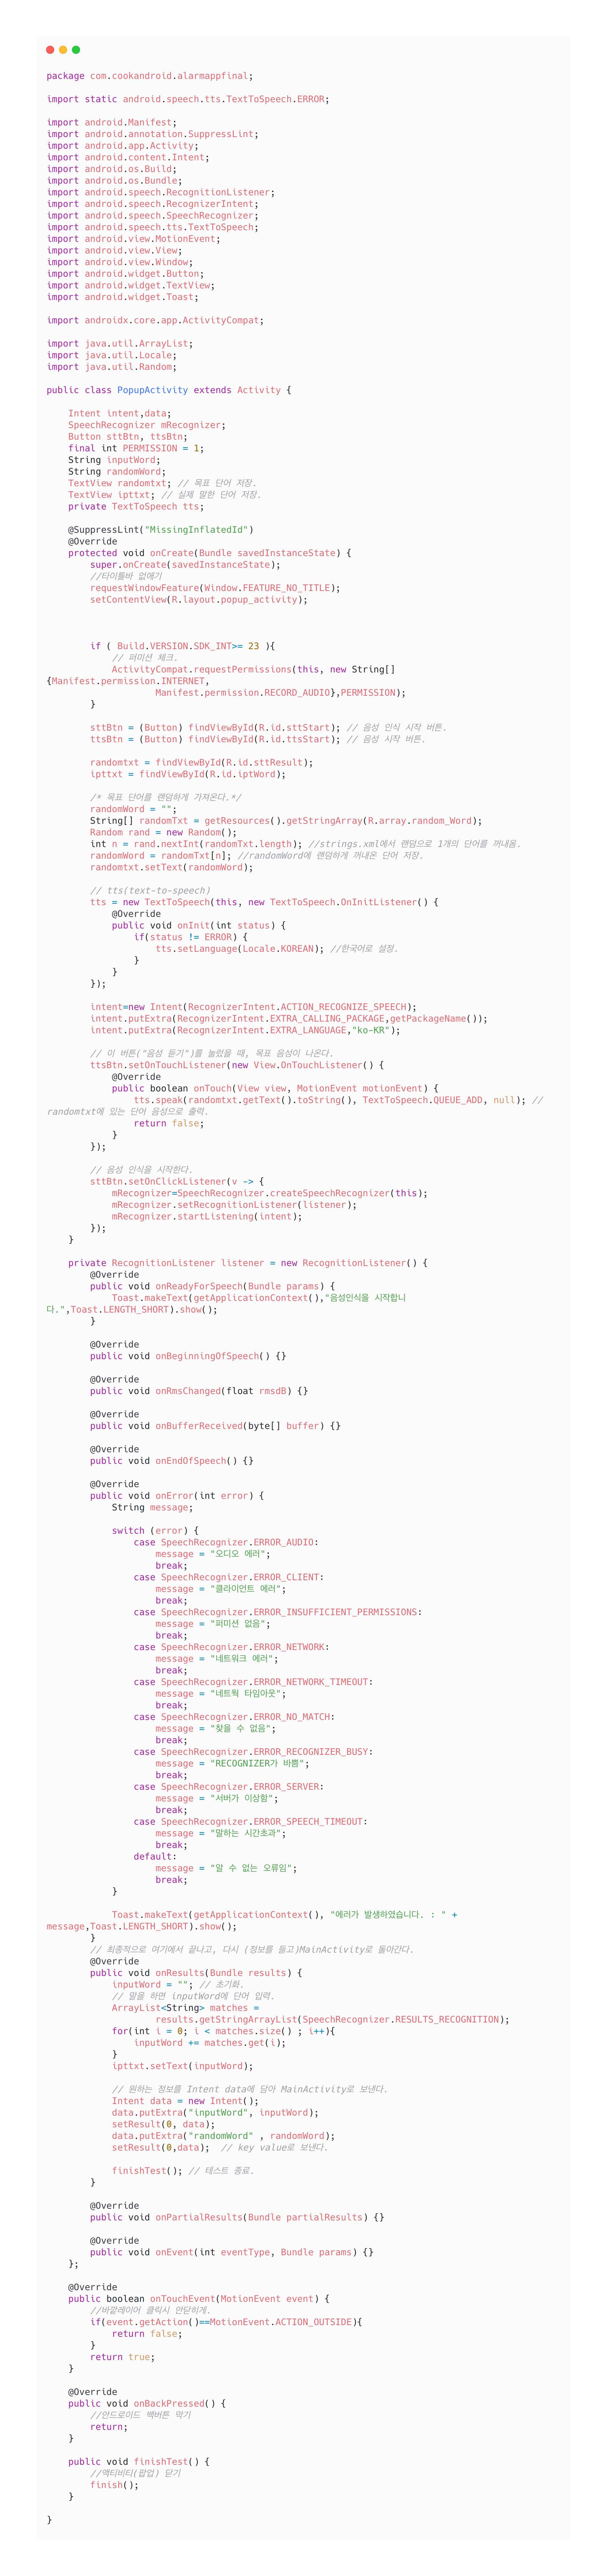 package com.cookandroid.alarmappfinal;

import static android.speech.tts.TextToSpeech.ERROR;

import android.Manifest;
import android.annotation.SuppressLint;
import android.app.Activity;
import android.content.Intent;
import android.os.Build;
import android.os.Bundle;
import android.speech.RecognitionListener;
import android.speech.RecognizerIntent;
import android.speech.SpeechRecognizer;
import android.speech.tts.TextToSpeech;
import android.view.MotionEvent;
import android.view.View;
import android.view.Window;
import android.widget.Button;
import android.widget.TextView;
import android.widget.Toast;

import androidx.core.app.ActivityCompat;

import java.util.ArrayList;
import java.util.Locale;
import java.util.Random;

public class PopupActivity extends Activity {

    Intent intent,data;
    SpeechRecognizer mRecognizer;
    Button sttBtn, ttsBtn;
    final int PERMISSION = 1;
    String inputWord;
    String randomWord;
    TextView randomtxt; // 목표 단어 저장.
    TextView ipttxt; // 실제 말한 단어 저장.
    private TextToSpeech tts;

    @SuppressLint("MissingInflatedId")
    @Override
    protected void onCreate(Bundle savedInstanceState) {
        super.onCreate(savedInstanceState);
        //타이틀바 없애기
        requestWindowFeature(Window.FEATURE_NO_TITLE);
        setContentView(R.layout.popup_activity);

        if ( Build.VERSION.SDK_INT>= 23 ){
            // 퍼미션 체크.
            ActivityCompat.requestPermissions(this, new String[]
{Manifest.permission.INTERNET,
                    Manifest.permission.RECORD_AUDIO},PERMISSION);
        }

        sttBtn = (Button) findViewById(R.id.sttStart); // 음성 인식 시작 버튼.
        ttsBtn = (Button) findViewById(R.id.ttsStart); // 음성 시작 버튼.

        randomtxt = findViewById(R.id.sttResult);
        ipttxt = findViewById(R.id.iptWord);

        /* 목표 단어를 랜덤하게 가져온다.*/
        randomWord = "";
        String[] randomTxt = getResources().getStringArray(R.array.random_Word);
        Random rand = new Random();
        int n = rand.nextInt(randomTxt.length); //strings.xml에서 랜덤으로 1개의 단어를 꺼내옴.
        randomWord = randomTxt[n]; //randomWord에 랜덤하게 꺼내온 단어 저장.
        randomtxt.setText(randomWord);

        // tts(text-to-speech)
        tts = new TextToSpeech(this, new TextToSpeech.OnInitListener() {
            @Override
            public void onInit(int status) {
                if(status != ERROR) {
                    tts.setLanguage(Locale.KOREAN); //한국어로 설정.
                }
            }
        });

        intent=new Intent(RecognizerIntent.ACTION_RECOGNIZE_SPEECH);
        intent.putExtra(RecognizerIntent.EXTRA_CALLING_PACKAGE,getPackageName());
        intent.putExtra(RecognizerIntent.EXTRA_LANGUAGE,"ko-KR");

        // 이 버튼("음성 듣기")를 눌렀을 때, 목표 음성이 나온다.
        ttsBtn.setOnTouchListener(new View.OnTouchListener() {
            @Override
            public boolean onTouch(View view, MotionEvent motionEvent) {
                tts.speak(randomtxt.getText().toString(), TextToSpeech.QUEUE_ADD, null); //
randomtxt에 있는 단어 음성으로 출력.
                return false;
            }
        });

        // 음성 인식을 시작한다.
        sttBtn.setOnClickListener(v -> {
            mRecognizer=SpeechRecognizer.createSpeechRecognizer(this);
            mRecognizer.setRecognitionListener(listener);
            mRecognizer.startListening(intent);
        });
    }

    private RecognitionListener listener = new RecognitionListener() {
        @Override
        public void onReadyForSpeech(Bundle params) {
            Toast.makeText(getApplicationContext(),"음성인식을 시작합니
다.",Toast.LENGTH_SHORT).show();
        }

        @Override
        public void onBeginningOfSpeech() {}

        @Override
        public void onRmsChanged(float rmsdB) {}

        @Override
        public void onBufferReceived(byte[] buffer) {}

        @Override
        public void onEndOfSpeech() {}

        @Override
        public void onError(int error) {
            String message;

            switch (error) {
                case SpeechRecognizer.ERROR_AUDIO:
                    message = "오디오 에러";
                    break;
                case SpeechRecognizer.ERROR_CLIENT:
                    message = "클라이언트 에러";
                    break;
                case SpeechRecognizer.ERROR_INSUFFICIENT_PERMISSIONS:
                    message = "퍼미션 없음";
                    break;
                case SpeechRecognizer.ERROR_NETWORK:
                    message = "네트워크 에러";
                    break;
                case SpeechRecognizer.ERROR_NETWORK_TIMEOUT:
                    message = "네트웍 타임아웃";
                    break;
                case SpeechRecognizer.ERROR_NO_MATCH:
                    message = "찾을 수 없음";
                    break;
                case SpeechRecognizer.ERROR_RECOGNIZER_BUSY:
                    message = "RECOGNIZER가 바쁨";
                    break;
                case SpeechRecognizer.ERROR_SERVER:
                    message = "서버가 이상함";
                    break;
                case SpeechRecognizer.ERROR_SPEECH_TIMEOUT:
                    message = "말하는 시간초과";
                    break;
                default:
                    message = "알 수 없는 오류임";
                    break;
            }

            Toast.makeText(getApplicationContext(), "에러가 발생하였습니다. : " +
message,Toast.LENGTH_SHORT).show();
        }
        // 최종적으로 여기에서 끝나고, 다시 (정보를 들고)MainActivity로 돌아간다.
        @Override
        public void onResults(Bundle results) {
            inputWord = ""; // 초기화.
            // 말을 하면 inputWord에 단어 입력.
            ArrayList<String> matches =
                    results.getStringArrayList(SpeechRecognizer.RESULTS_RECOGNITION);
            for(int i = 0; i < matches.size() ; i++){
                inputWord += matches.get(i);
            }
            ipttxt.setText(inputWord);

            // 원하는 정보를 Intent data에 담아 MainActivity로 보낸다.
            Intent data = new Intent();
            data.putExtra("inputWord", inputWord);
            setResult(0, data);
            data.putExtra("randomWord" , randomWord);
            setResult(0,data);  // key value로 보낸다.

            finishTest(); // 테스트 종료.
        }

        @Override
        public void onPartialResults(Bundle partialResults) {}

        @Override
        public void onEvent(int eventType, Bundle params) {}
    };

    @Override
    public boolean onTouchEvent(MotionEvent event) {
        //바깥레이어 클릭시 안닫히게.
        if(event.getAction()==MotionEvent.ACTION_OUTSIDE){
            return false;
        }
        return true;
    }

    @Override
    public void onBackPressed() {
        //안드로이드 백버튼 막기
        return;
    }

    public void finishTest() {
        //액티비티(팝업) 닫기
        finish();
    }

}